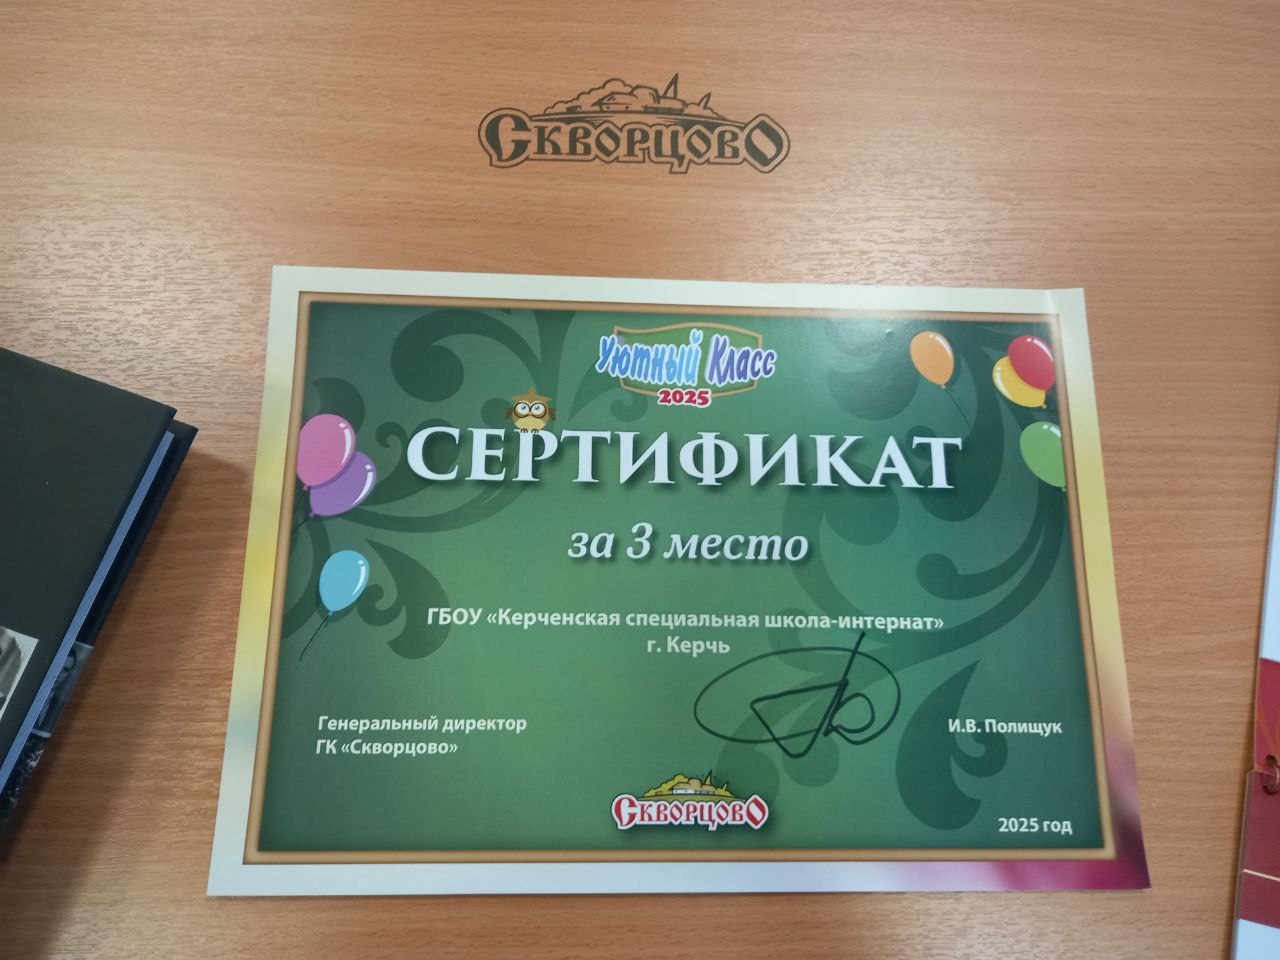 Скворцово
Уютный Класс
2025
СЕРТИФИКАТ
за 3 место
ГБОУ «Керченская специальная школа-интернат»
г. Керчь
Генеральный директор
ГК «Скворцово»
И.В. Полищук
Скворцово
2025 год